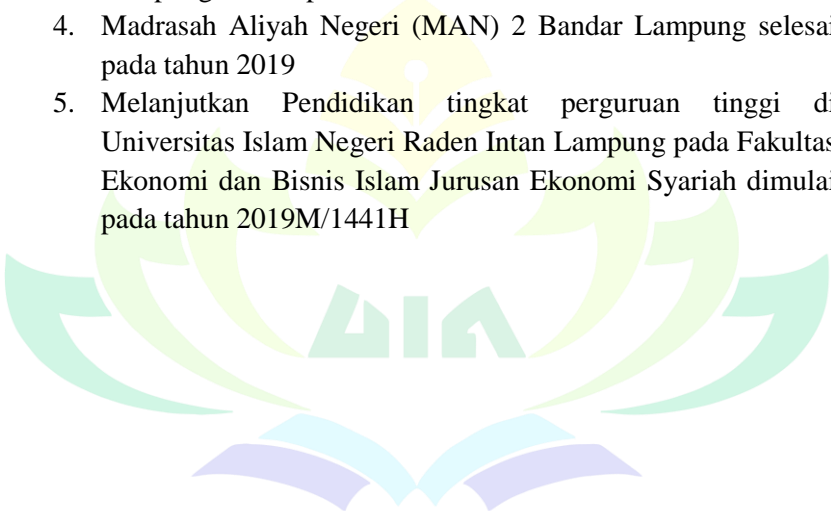 4. Madrasah Aliyah Negeri (MAN) 2 Bandar Lampung selesai
pada tahun 2019
5. Melanjutkan Pendidikan tingkat perguruan tinggi di
Universitas Islam Negeri Raden Intan Lampung pada Fakultas
Ekonomi dan Bisnis Islam Jurusan Ekonomi Syariah dimulai
pada tahun 2019M/1441H
UIN